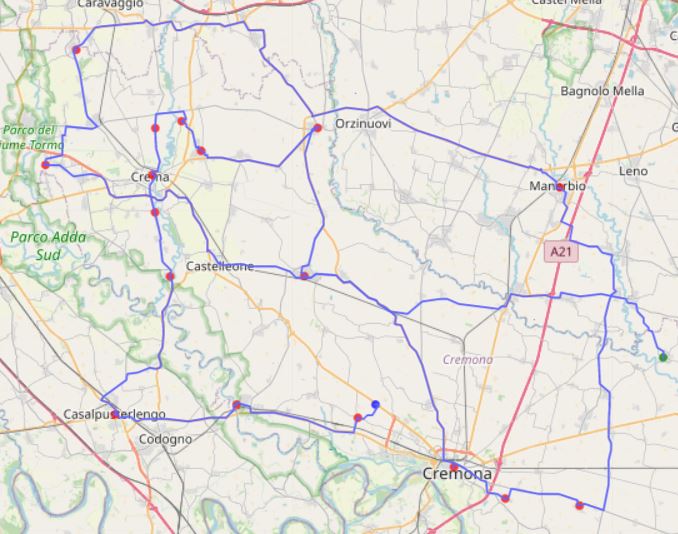 Caravaggio
Castel Mella
Bagnolo Mella
Orzinuovi
Parco del
iume Tormo
Crema
Leno
Manerbio
Parco Adda
Sud
A21
Castelleone
Cremona
Casalpusterlengo
Codogno
Cremona